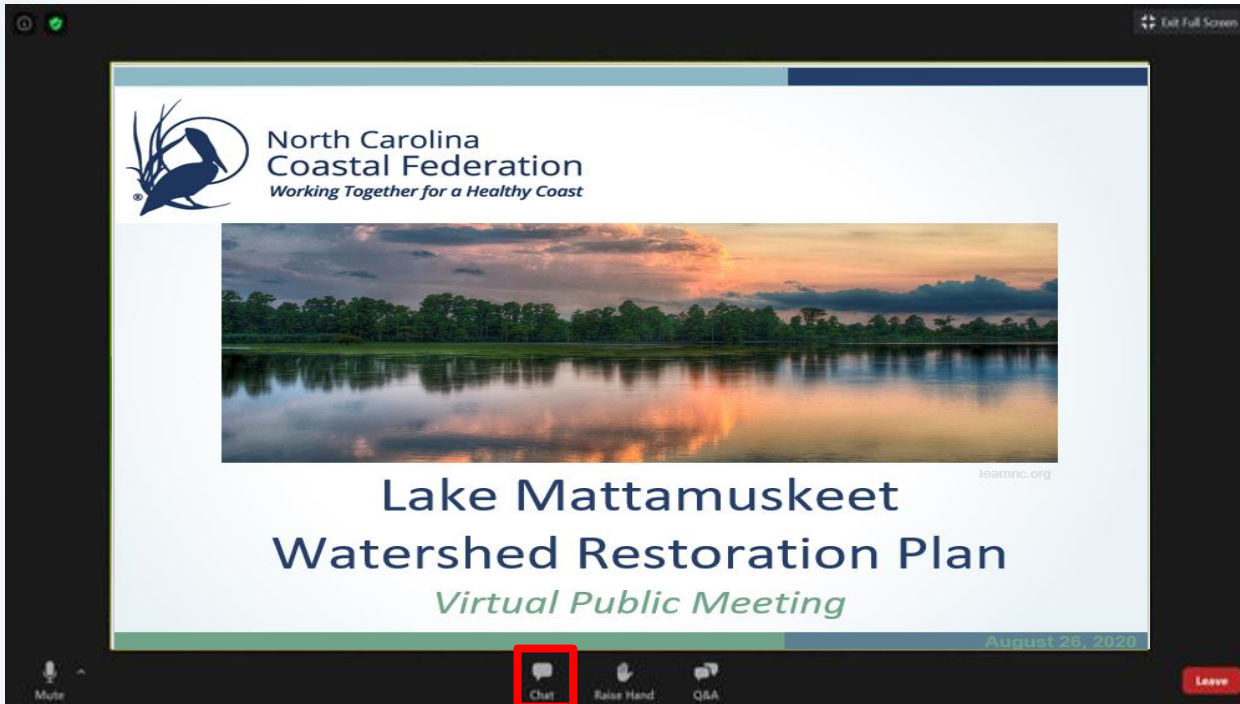 Exit Full Screen
North Carolina
Coastal Federation
Working Together for a Healthy Coast
®
learnnc.org
Lake Mattamuskeet
Watershed Restoration Plan
Virtual Public Meeting
August 26, 2020
Mute
Chat
Raise Hand
Q&A
Leave